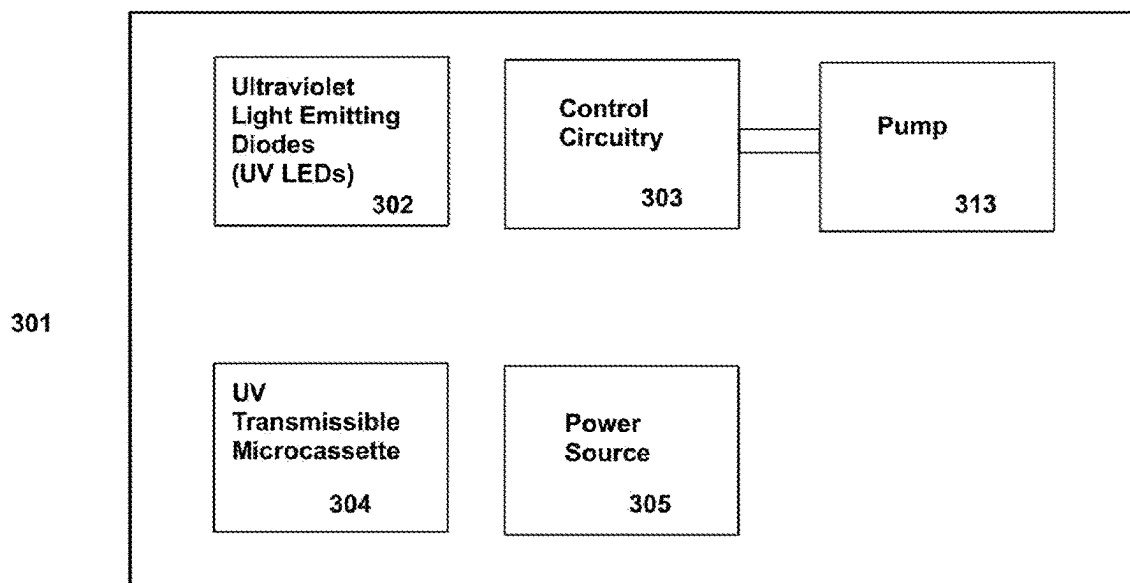 Ultraviolet
Light Emitting
Diodes
(UV LEDs)
302
Control
Circuitry
303
Pump
313
301
UV
Transmissible
Microcassette
304
Power
Source
305